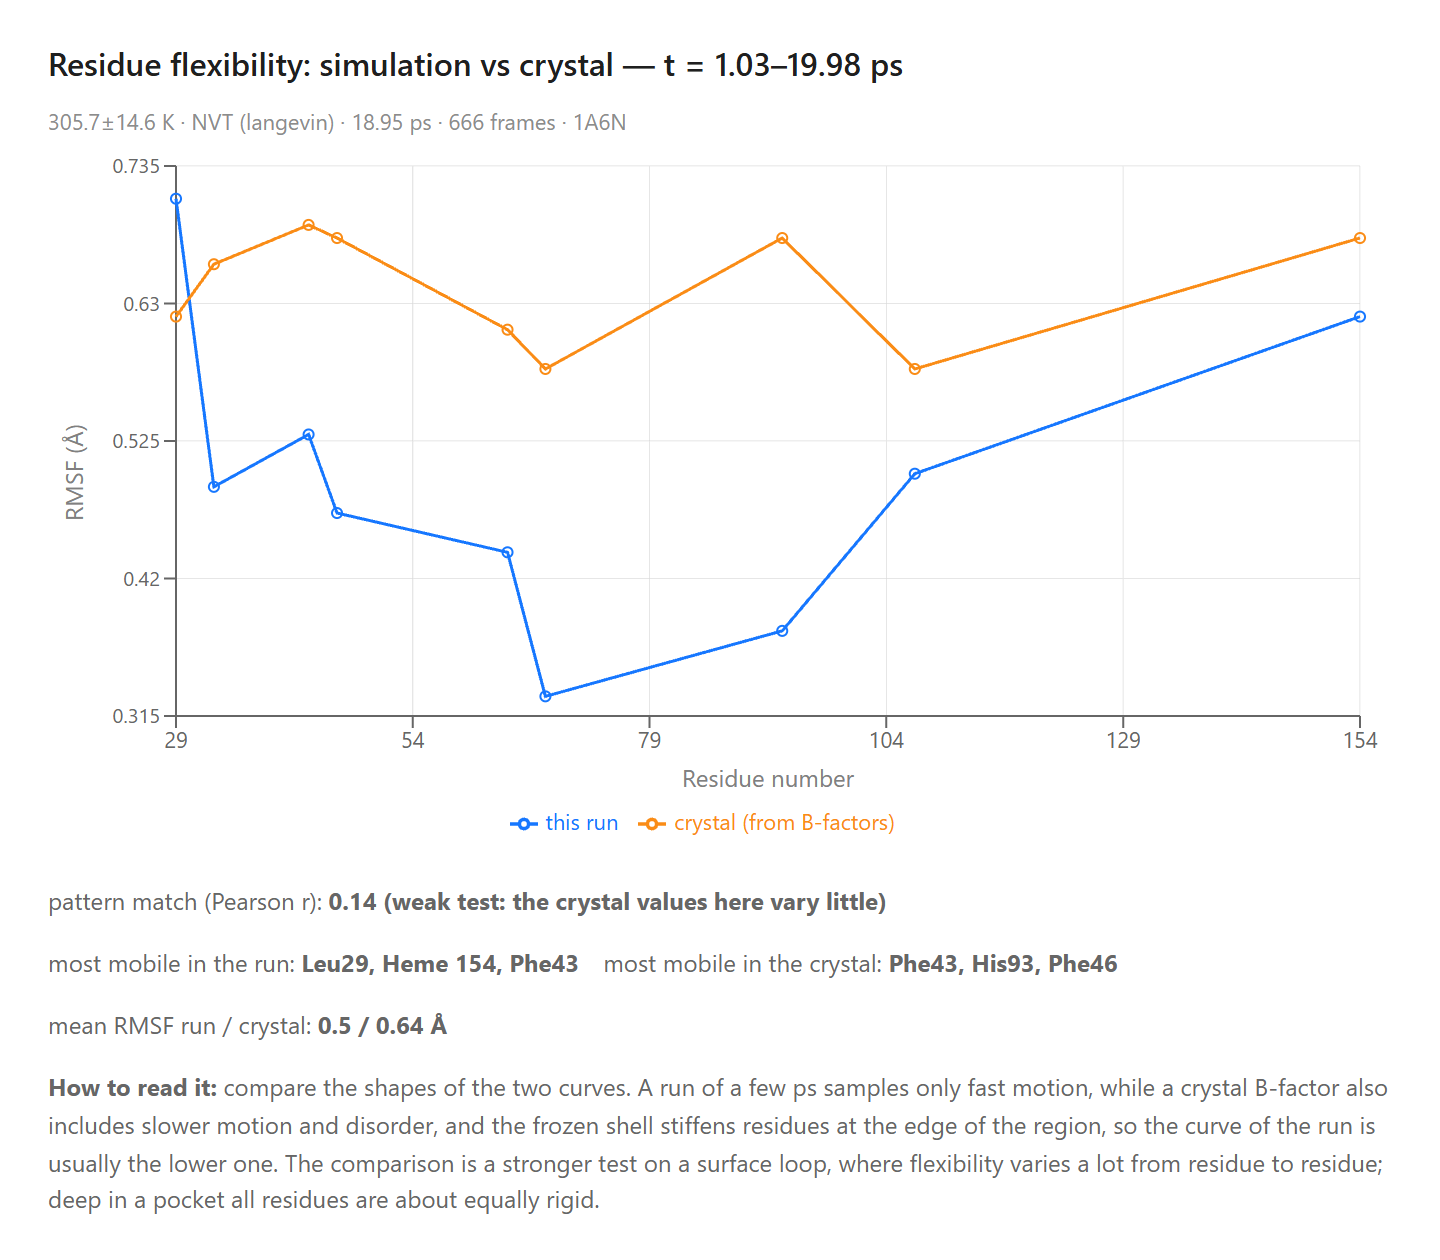 Residue flexibility: simulation vs crystal — t = 1.03–19.98 ps
305.7±14.6 K · NVT (langevin) · 18.95 ps · 666 frames · 1A6N
0.735
0.63
0.525
0.42
0.315
RMSF (Å)
29 54 79 104 129 154
Residue number
this run crystal (from B-factors)
pattern match (Pearson r): 0.14 (weak test: the crystal values here vary little)
most mobile in the run: Leu29, Heme 154, Phe43 most mobile in the crystal: Phe43, His93, Phe46
mean RMSF run / crystal: 0.5 / 0.64 Å
How to read it: compare the shapes of the two curves. A run of a few ps samples only fast motion, while a crystal B-factor also
includes slower motion and disorder, and the frozen shell stiffens residues at the edge of the region, so the curve of the run is
usually the lower one. The comparison is a stronger test on a surface loop, where flexibility varies a lot from residue to residue;
deep in a pocket all residues are about equally rigid.